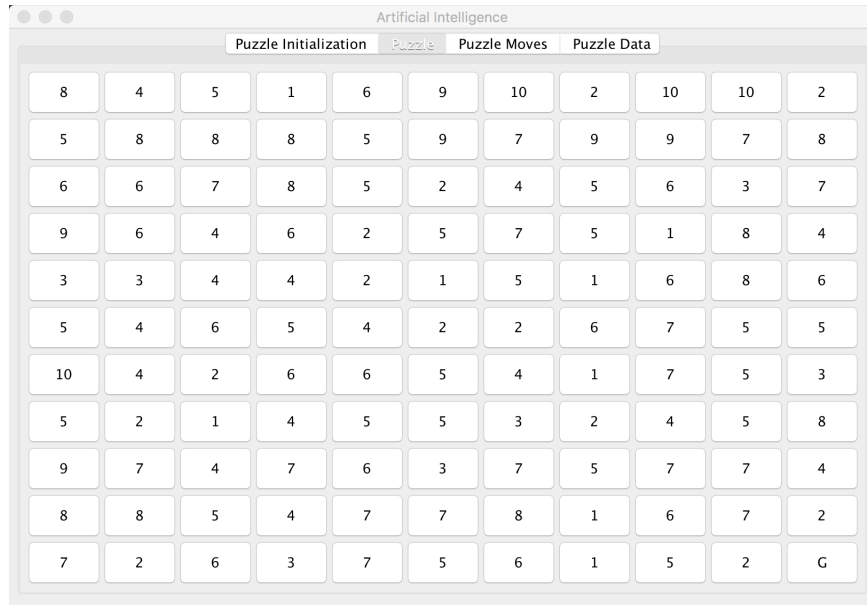 Artificial Intelligence
Puzzle Initialization Puzzle Puzzle Moves Puzzle Data
8 4 5 1 6 9 10 2 10 10 2
5 8 8 8 5 9 7 9 9 7 8
6 6 7 8 5 2 4 5 6 3 7
9 6 4 6 2 5 7 5 1 8 4
3 3 4 4 2 1 5 1 6 8 6
5 4 6 5 4 2 2 6 7 5 5
10 4 2 6 6 5 4 1 7 5 3
5 2 1 4 5 5 3 2 4 5 8
9 7 4 7 6 3 7 5 7 7 4
8 8 5 4 7 7 8 1 6 7 2
7 2 6 3 7 5 6 1 5 2 G